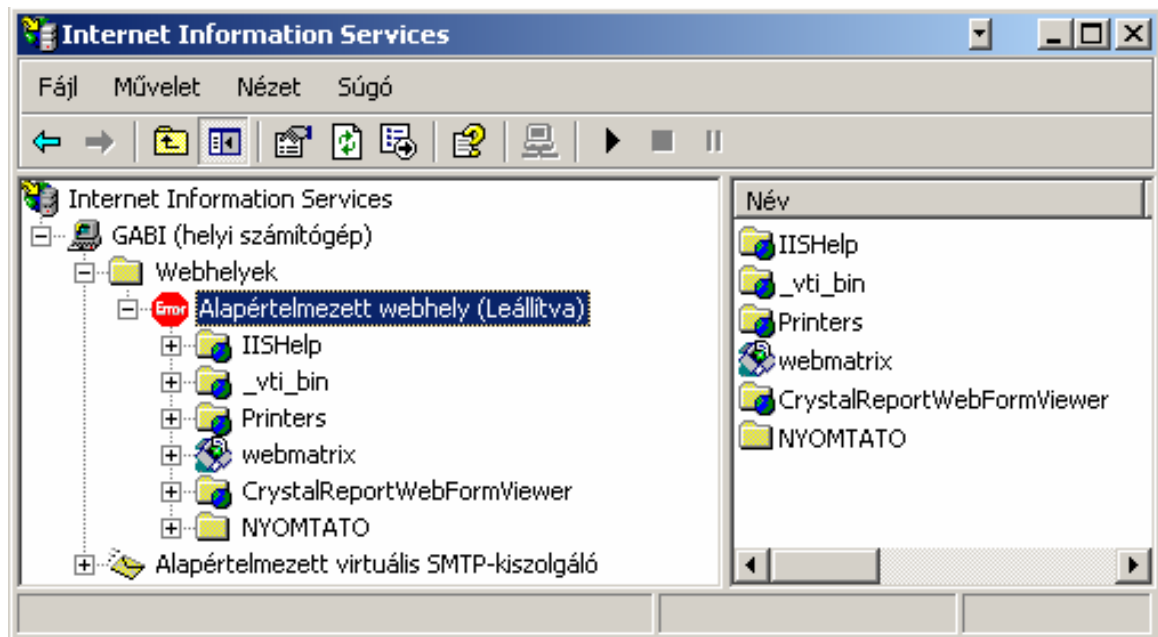 Internet Information Services
Fájl Művelet Nézet Súgó
Internet Information Services
GABI (helyi számítógép)
Webhelyek
Error Alapértelmezett webhely (Leállítva)
IISHelp
_vti_bin
Printers
webmatrix
CrystalReportWebFormViewer
NYOMTATO
Alapértelmezett virtuális SMTP-kiszolgáló
Név
IISHelp
_vti_bin
Printers
webmatrix
CrystalReportWebFormViewer
NYOMTATO